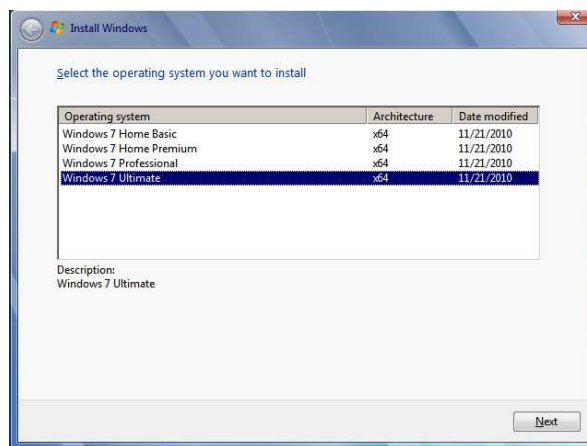 Install Windows
Select the operating system you want to install
Operating system Architecture Date modified
Windows 7 Home Basic x64 11/21/2010
Windows 7 Home Premium x64 11/21/2010
Windows 7 Professional x64 11/21/2010
Windows 7 Ultimate x64 11/21/2010
Description:
Windows 7 Ultimate
Next